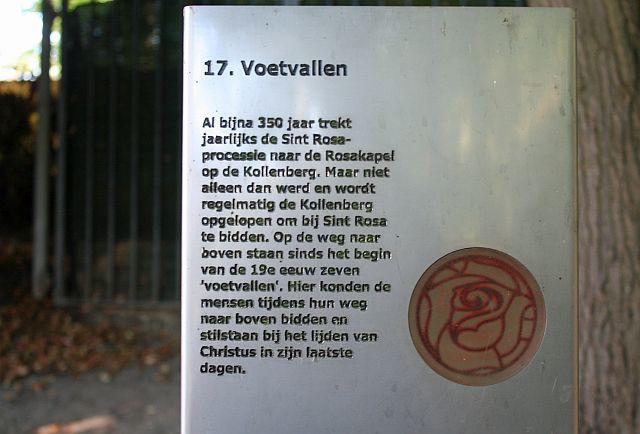 17. Voetvallen
Al bijna 350 jaar trekt
jaarlijks de Sint Rosa-
processie naar de Rosakapel
op de Kollenberg. Maar niet
alleen dan werd en wordt
regelmatig de Kollenberg
opgelopen om bij Sint Rosa
te bidden. Op de weg naar
boven staan sinds het begin
van de 19e eeuw zeven
'voetvallen'. Hier konden de
mensen tijdens hun weg
naar boven bidden en
stilstaan bij het lijden van
Christus in zijn laatste
dagen.